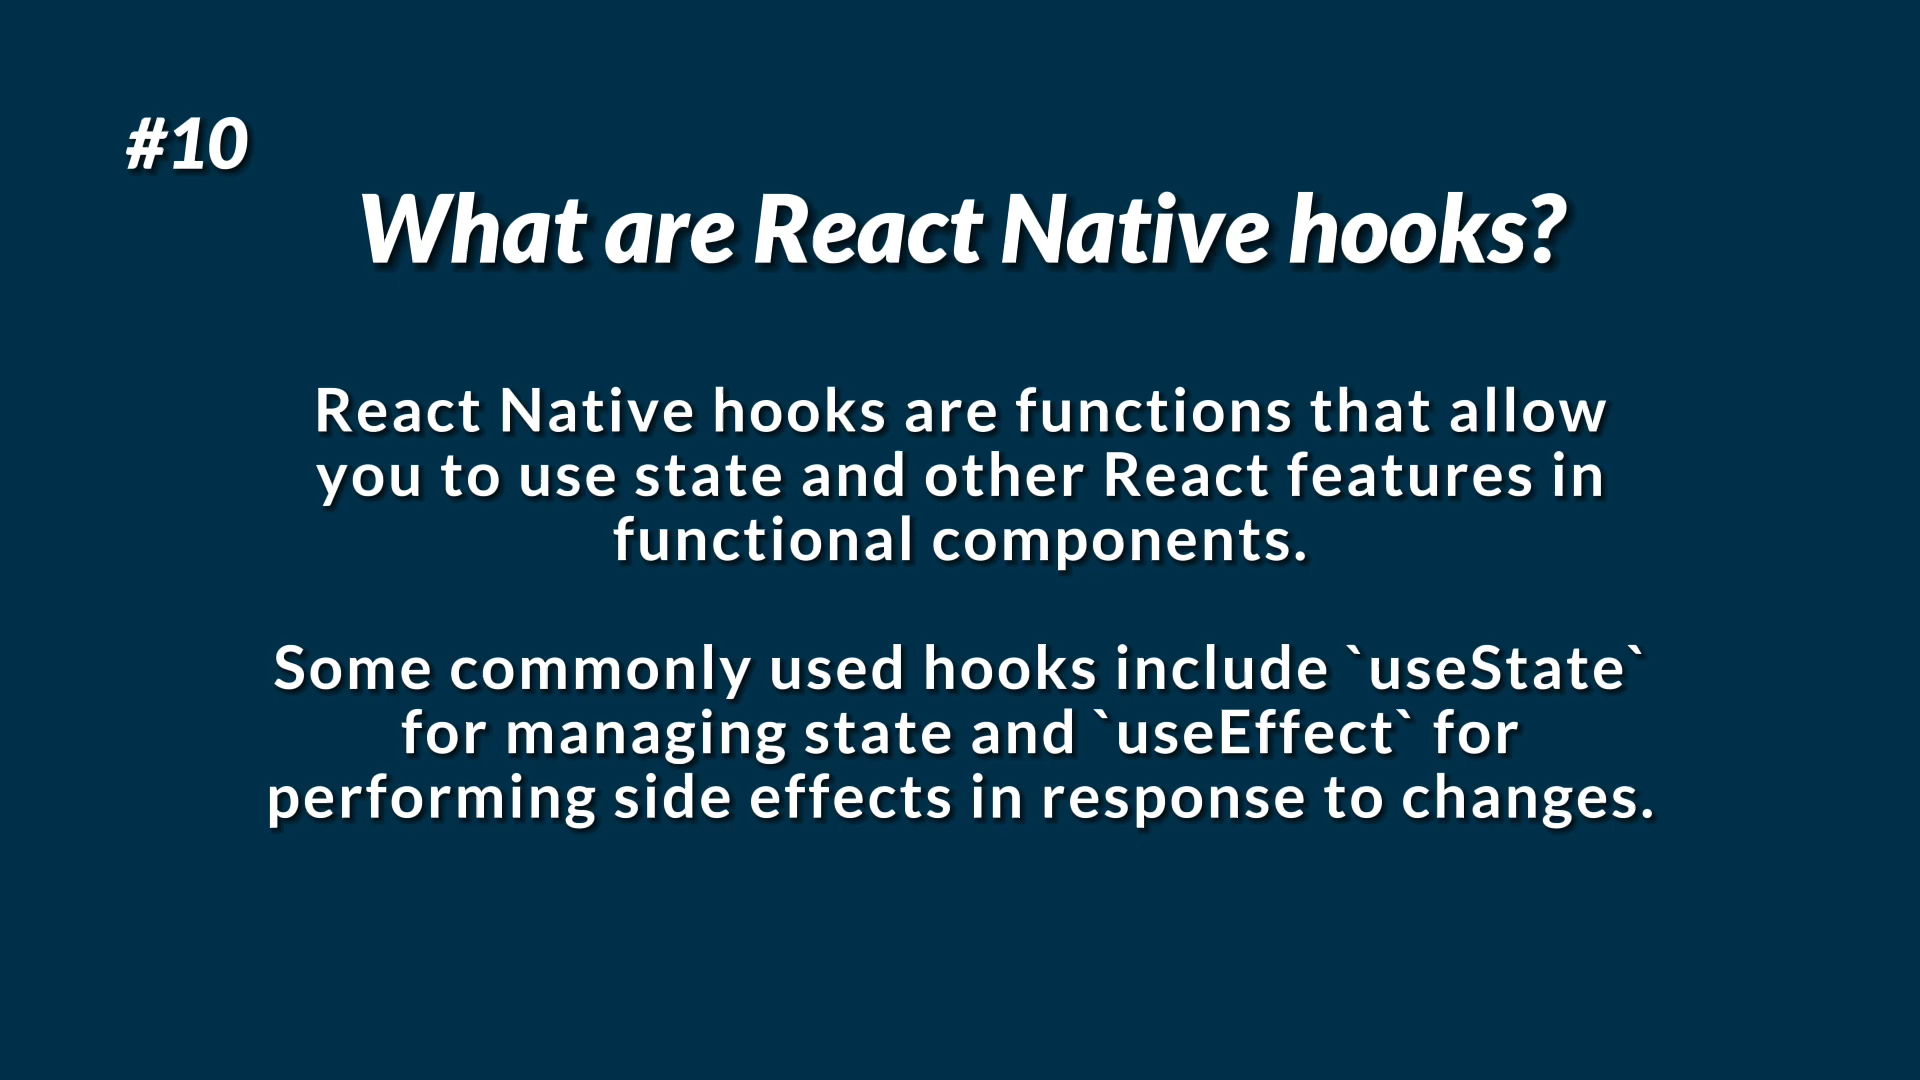 #10
What are React Native hooks?
React Native hooks are functions that allow
you to use state and other React features in
functional components.
Some commonly used hooks include `useState`
for managing state and `useEffect` for
performing side effects in response to changes.